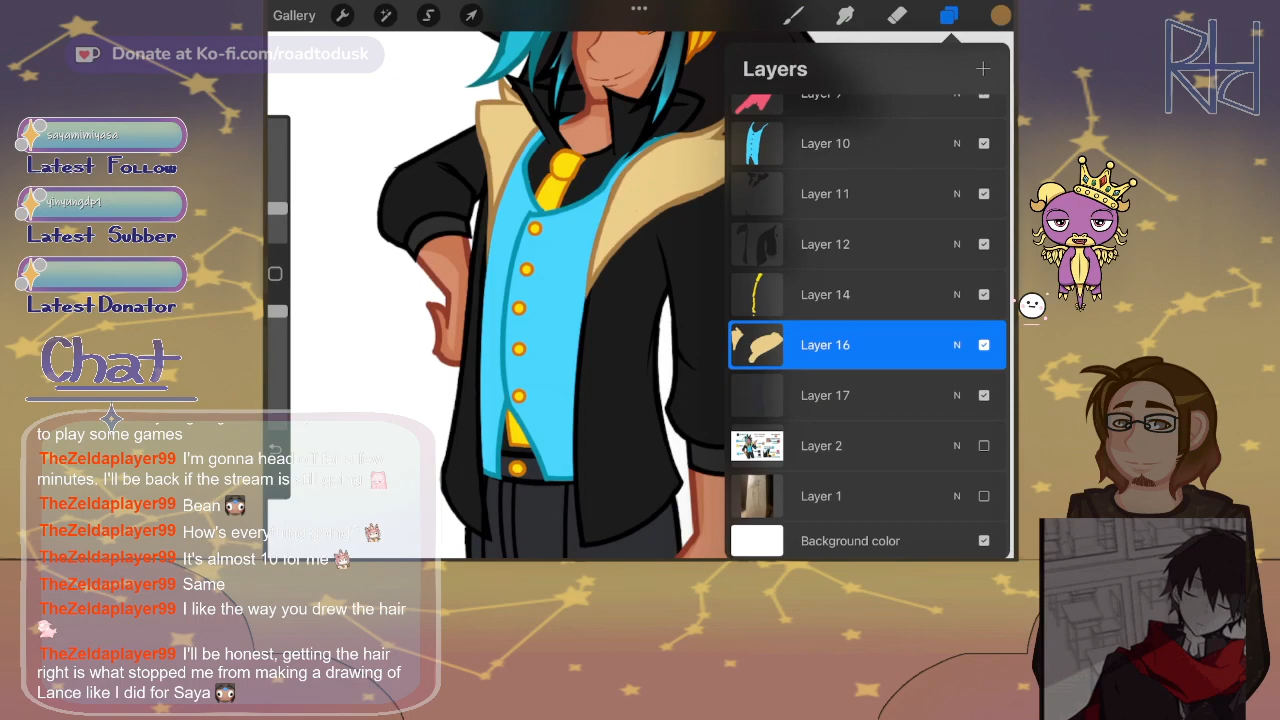 Gallery
Donate at Ko-fi.com/roadtodusk
Layers
Layer 10
Layer 11
Layer 12
Layer 14
Layer 16
Layer 17
Layer 2
Layer 1
Background color
N
N
N
N
N
N
N
N
sayamimiyasa
Latest Follow
yinyungdp1
Latest Subber
Latest Donator
Chat
to play some games
TheZeldaplayer99 I'm gonna head off for a few
minutes. I'll be back if the stream is still going
TheZeldaplayer99 Bean
TheZeldaplayer99 How's everything going?
TheZeldaplayer99 It's almost 10 for me
TheZeldaplayer99 Same
TheZeldaplayer99 I like the way you drew the hair
TheZeldaplayer99 I'll be honest, getting the hair
right is what stopped me from making a drawing of
Lance like I did for Saya